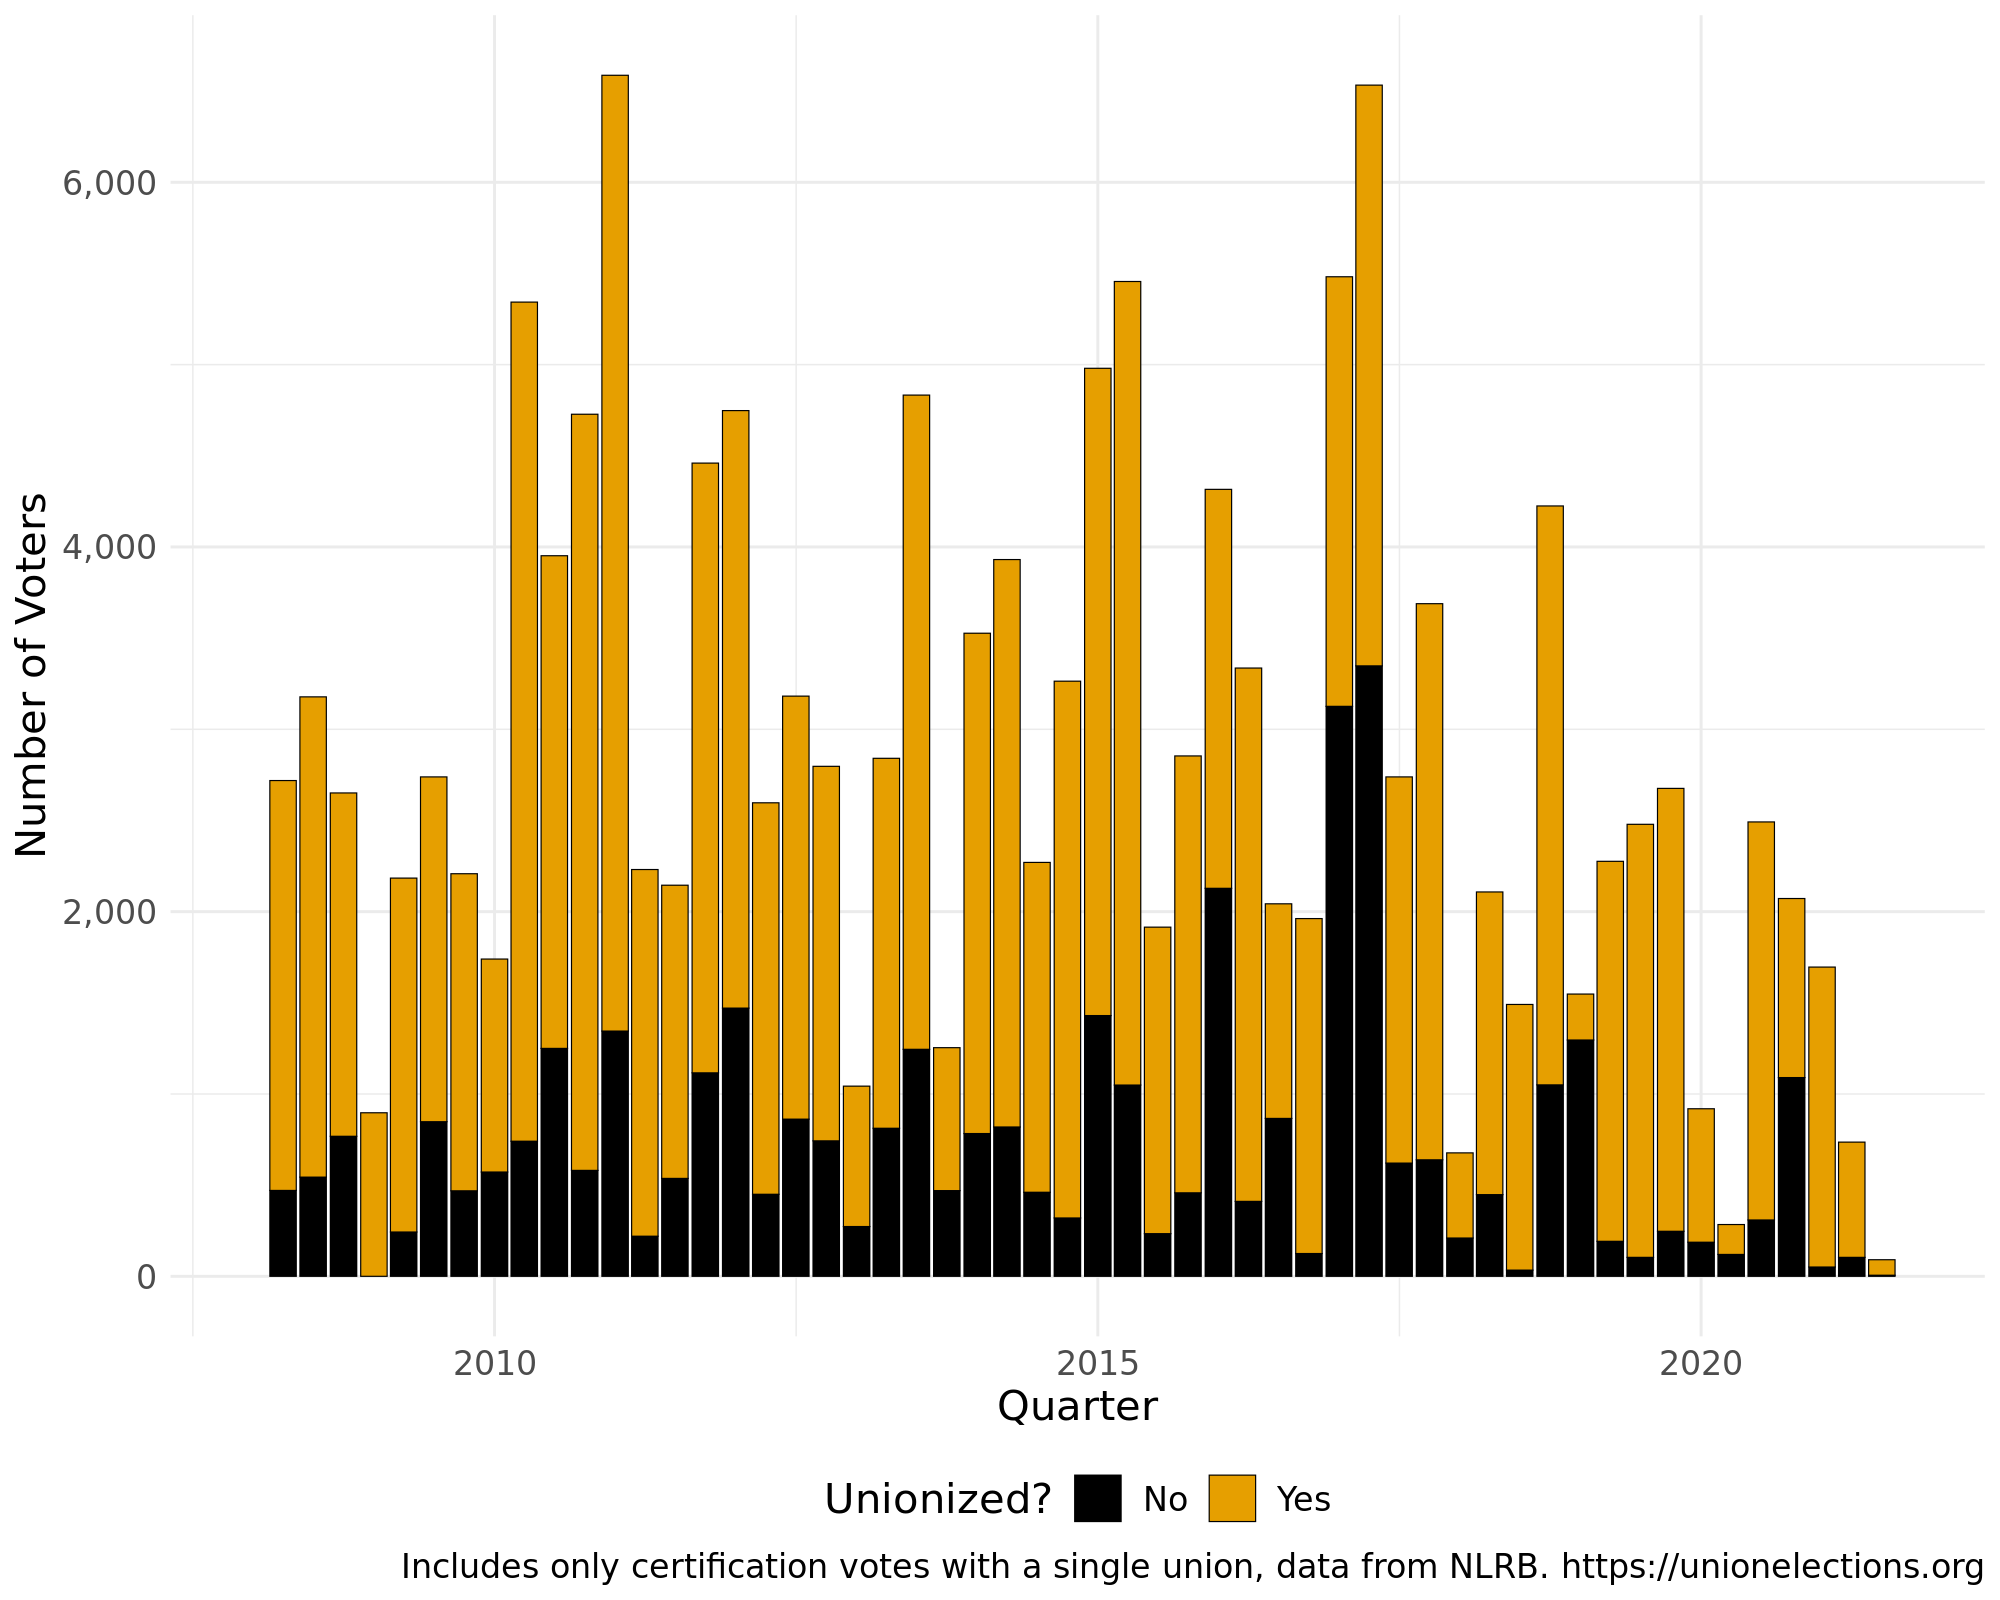 Number of Voters
6,000
4,000
2,000
0
2010 2015 2020
Quarter
Unionized? No Yes
Includes only certification votes with a single union, data from NLRB. https://unionelections.org